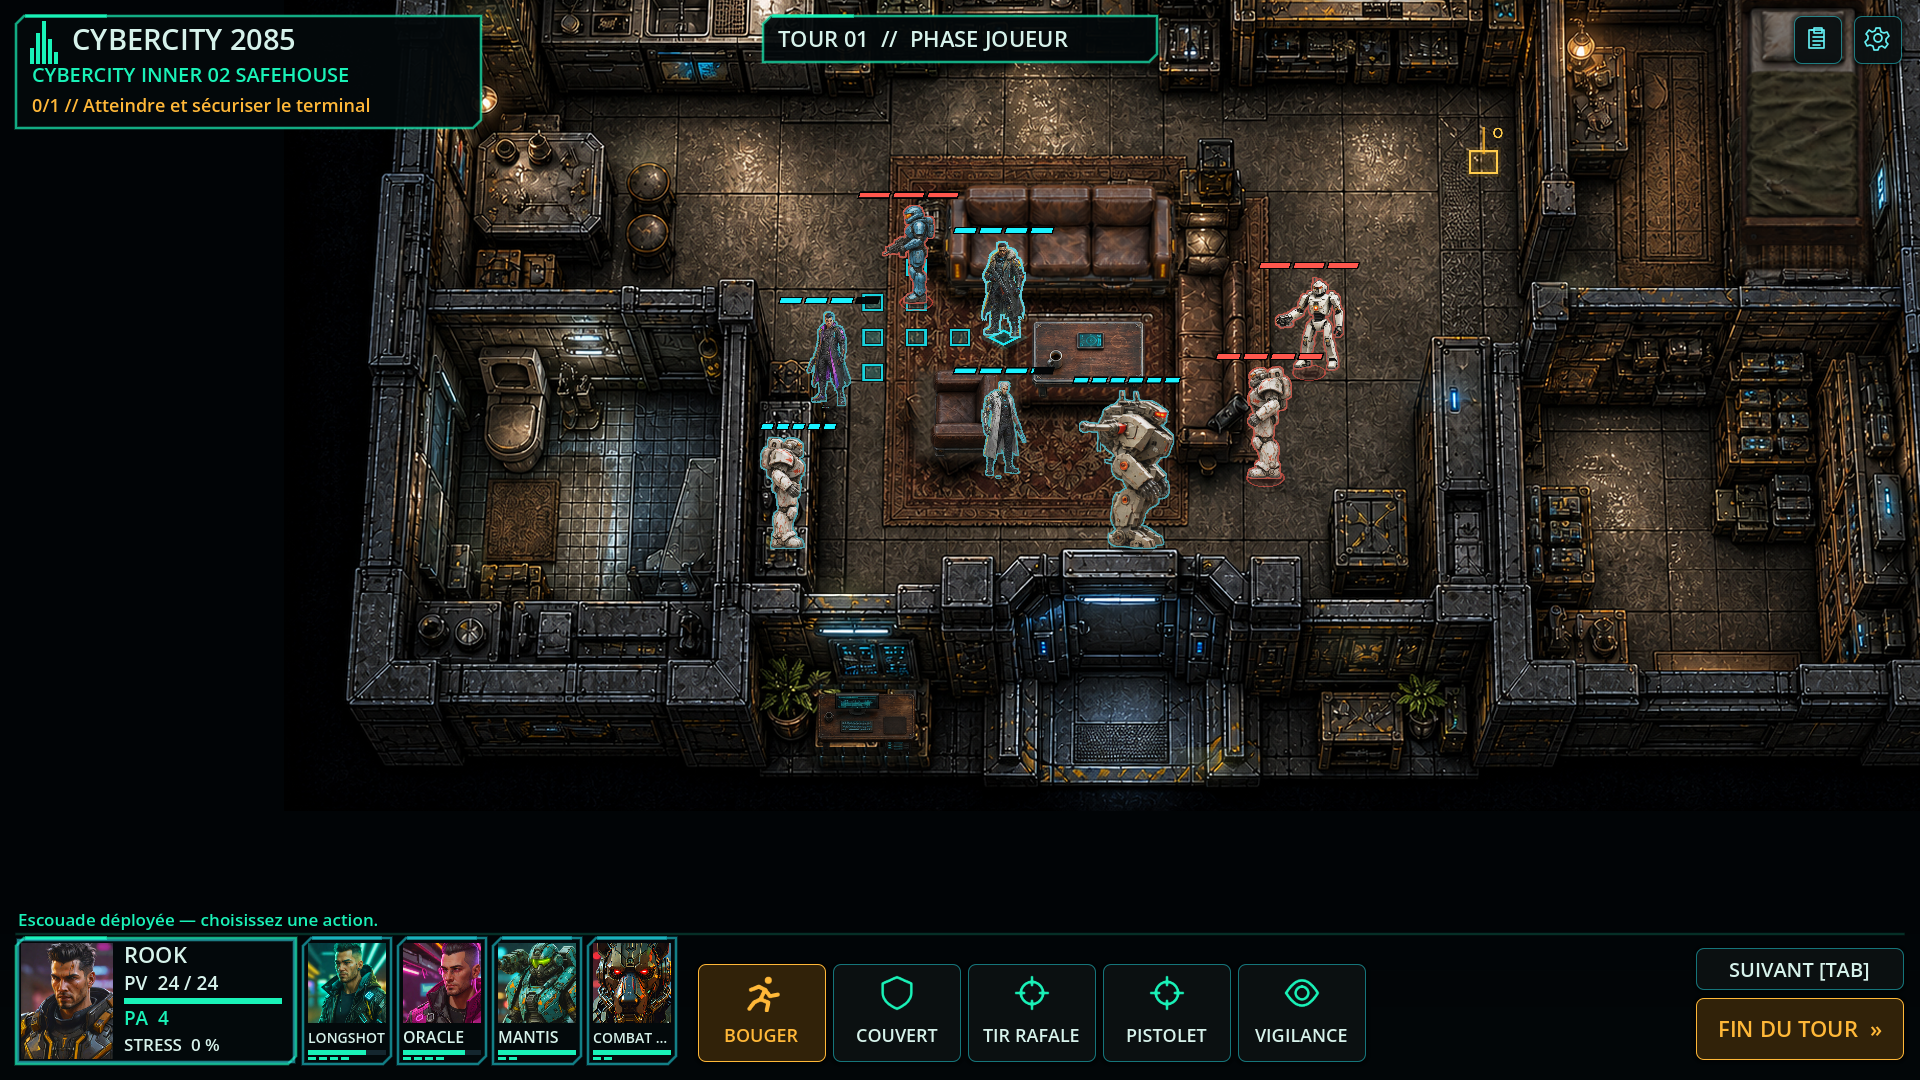 CYBERCITY 2085
CYBERCITY INNER 02 SAFEHOUSE
0/1 // Atteindre et sécuriser le terminal
TOUR 01 // PHASE JOUEUR
Escouade déployée — choisissez une action.
ROOK
PV 24 / 24
PA 4
STRESS 0 %
LONGSHOT
ORACLE
MANTIS
COMBAT ...
BOUGER
COUVERT
TIR RAFALE
PISTOLET
VIGILANCE
SUIVANT [TAB]
FIN DU TOUR »